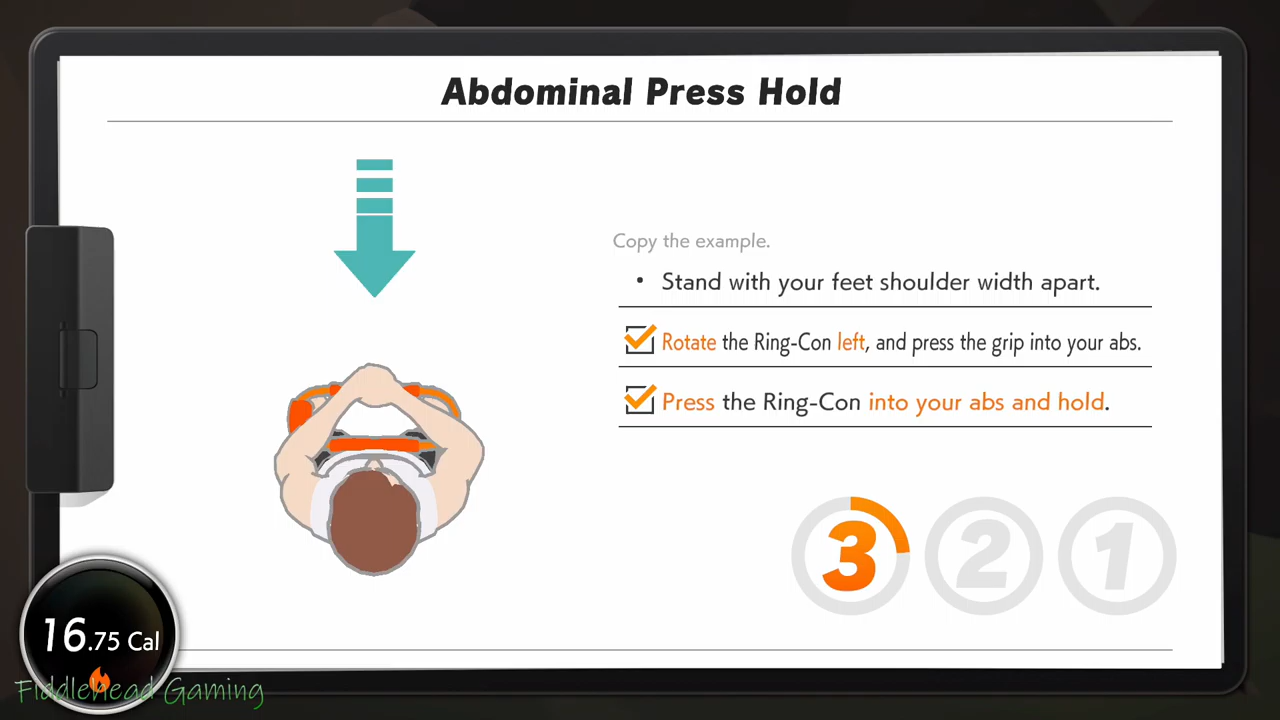 Abdominal Press Hold
Copy the example.
• Stand with your feet shoulder width apart.
Rotate the Ring-Con left, and press the grip into your abs.
Press the Ring-Con into your abs and hold.
3 2 1
16.75 Cal
Fiddlehead Gaming